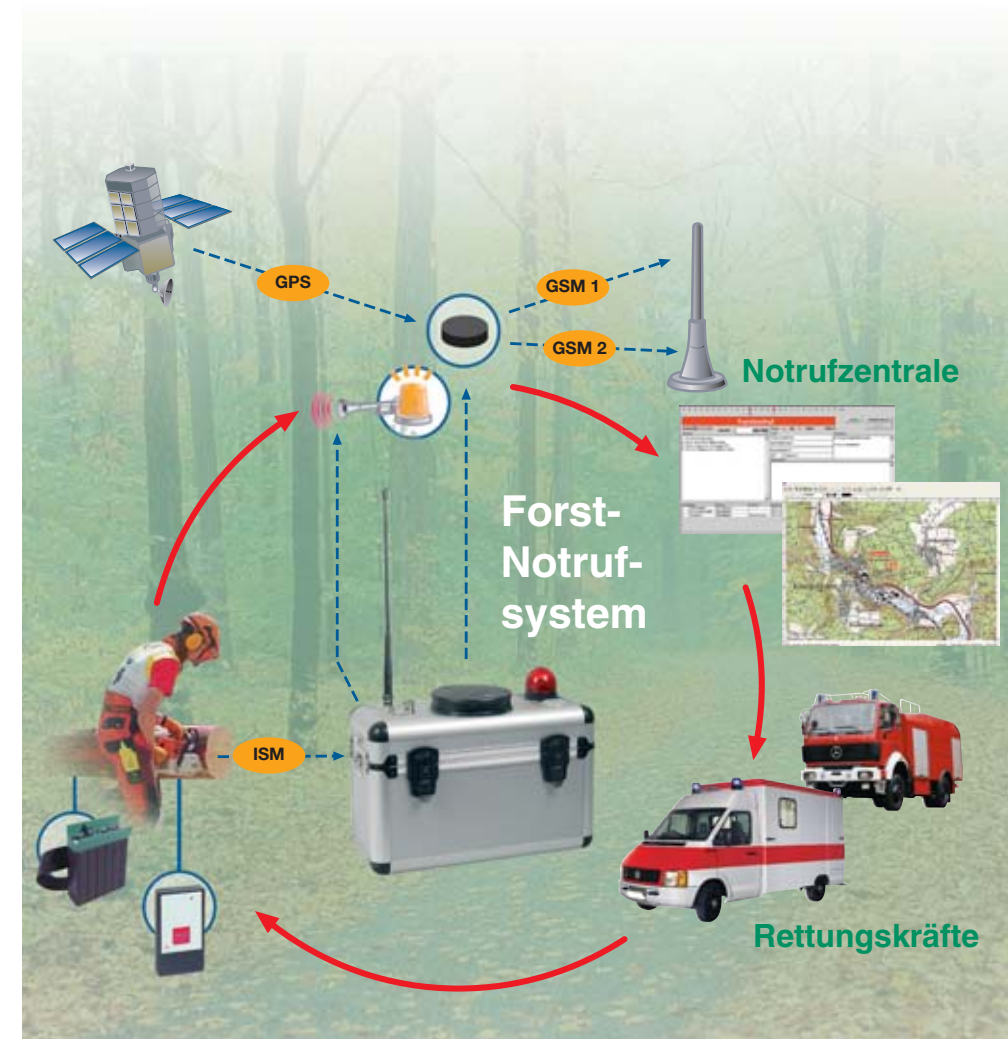 GPS
GSM 1
GSM 2
Notrufzentrale
Forst-
Notruf-
system
ISM
Rettungskräfte